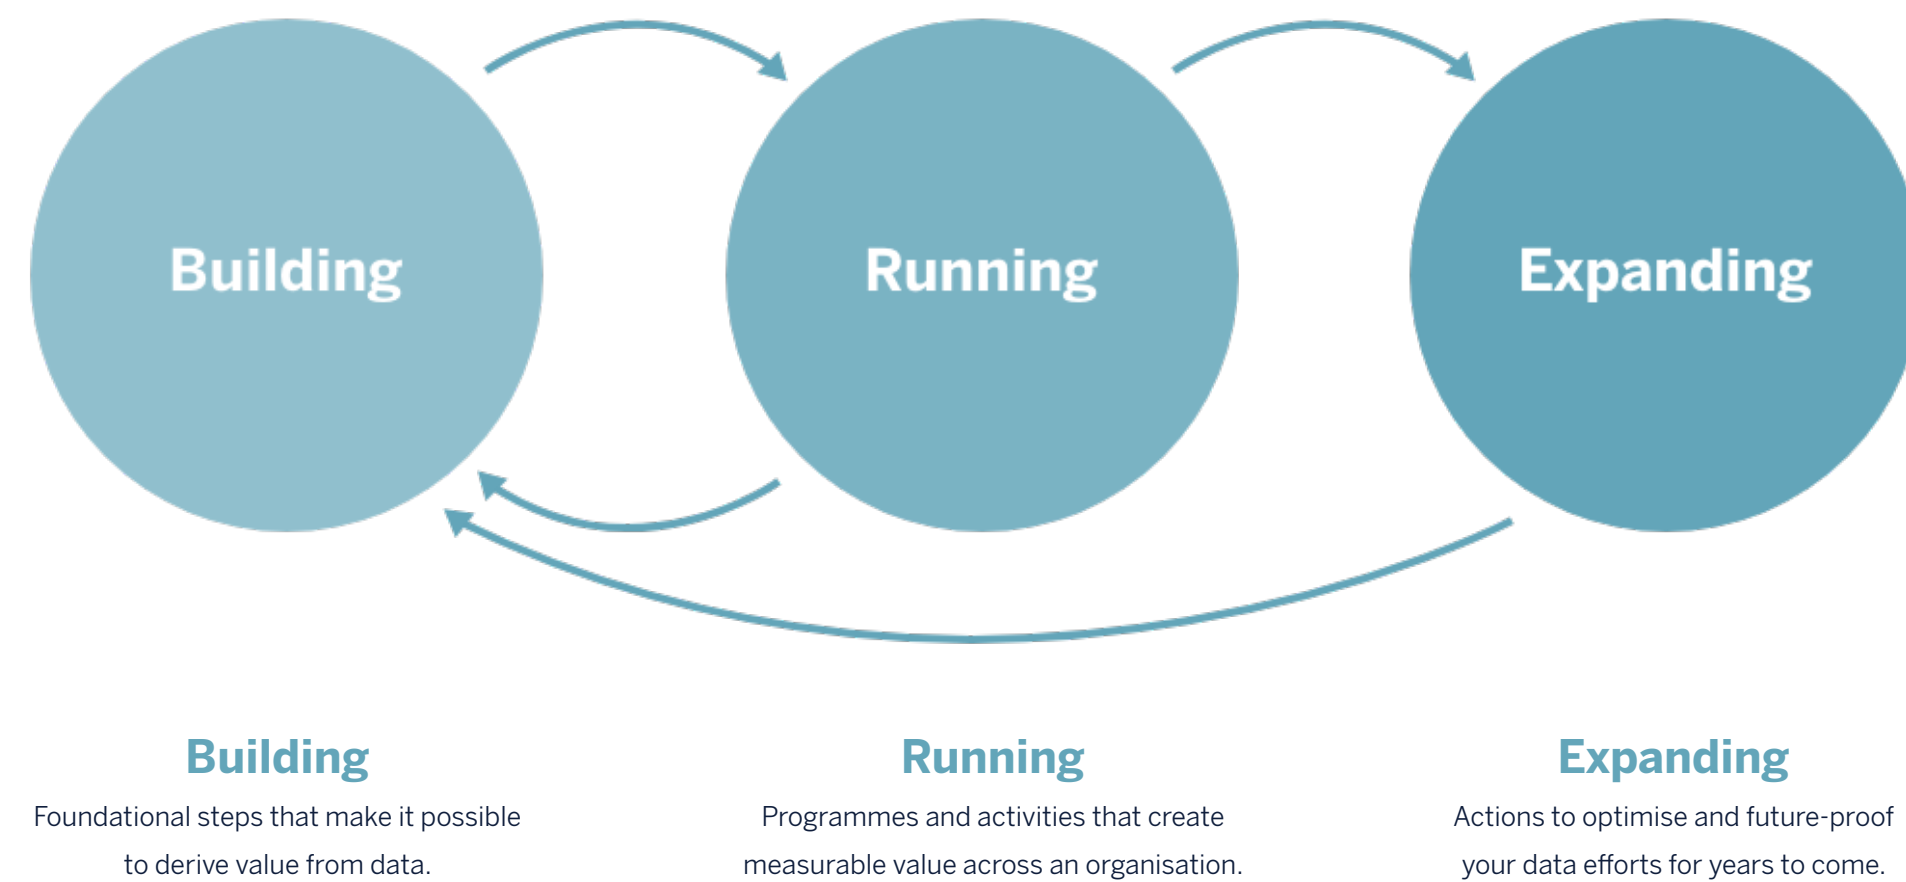 Building
Running
Expanding
Building
Foundational steps that make it possible
to derive value from data.
Running
Programmes and activities that create
measurable value across an organisation.
Expanding
Actions to optimise and future-proof
your data efforts for years to come.